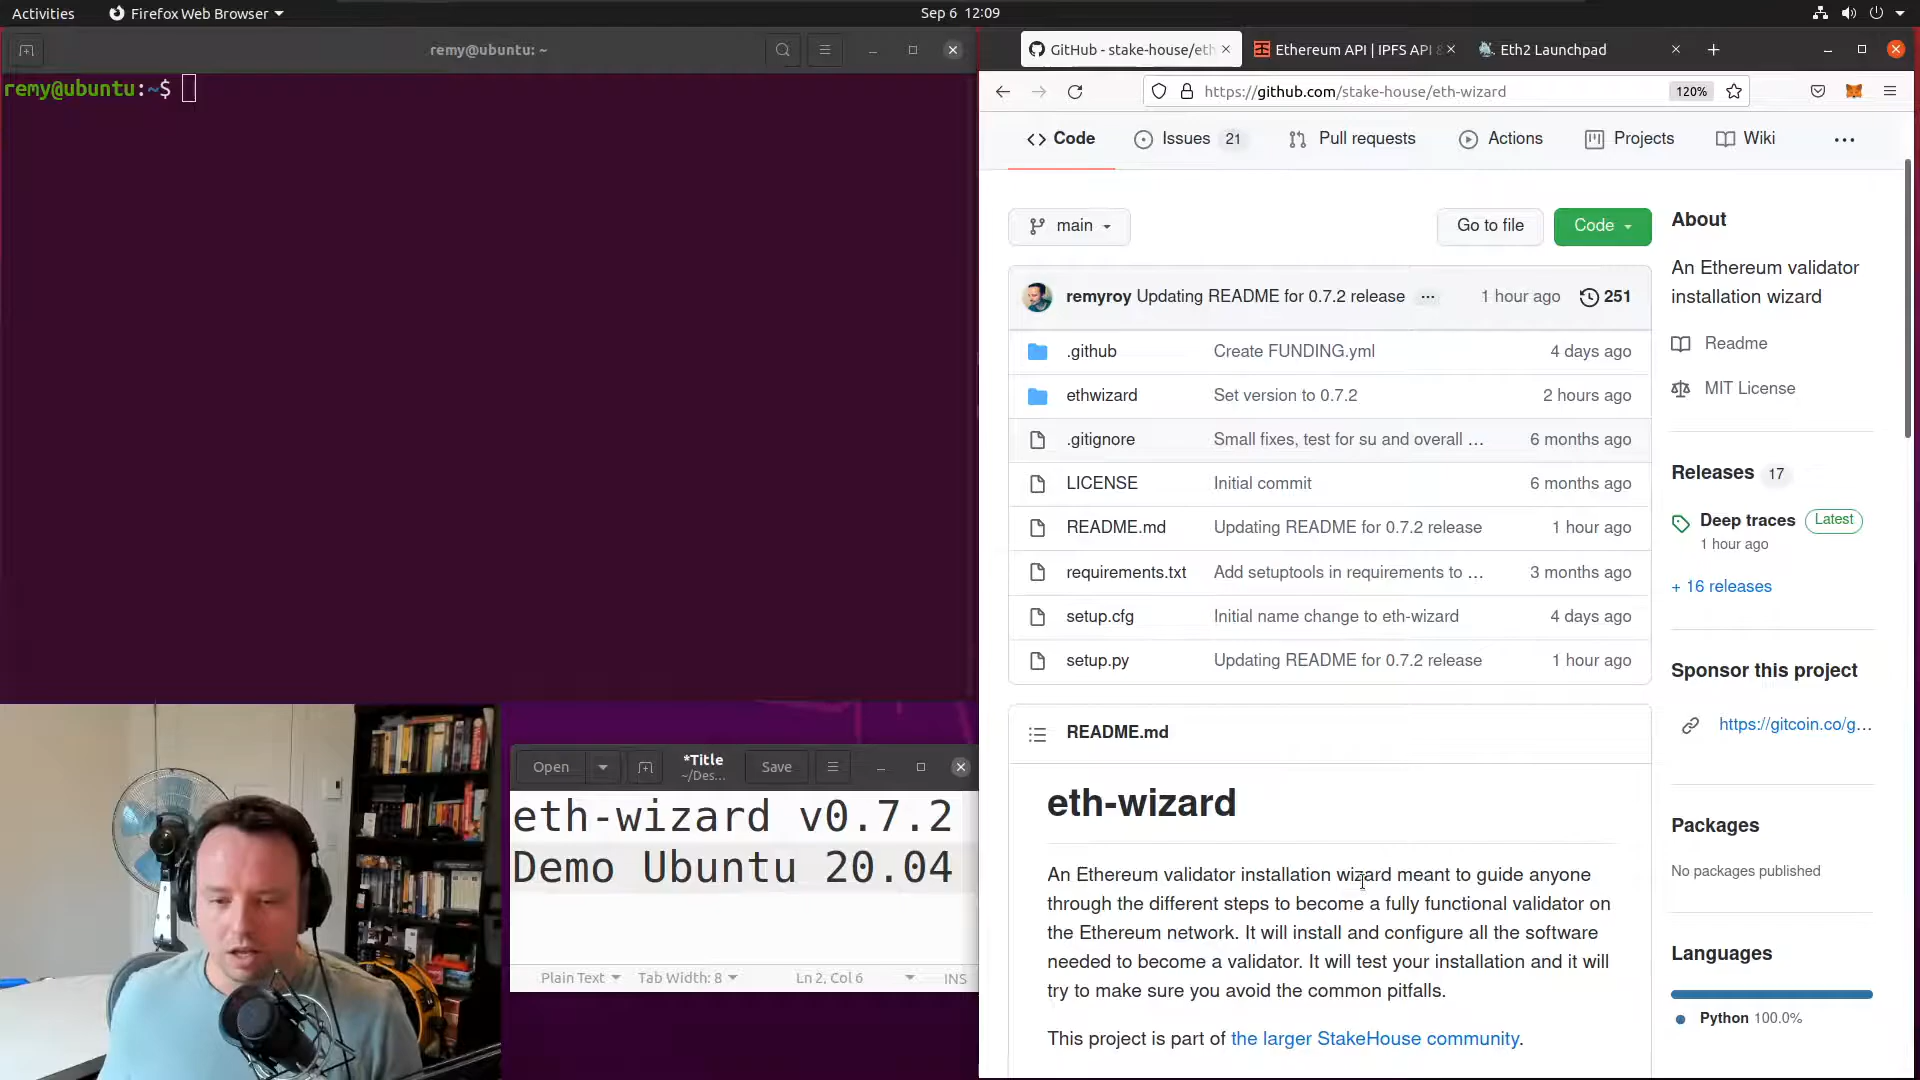 Activities
Firefox Web Browser
Sep 6 12:09
remy@ubuntu: ~
remy@ubuntu:~$
GitHub - stake-house/eth
Ethereum API | IPFS API &
Eth2 Launchpad
https://github.com/stake-house/eth-wizard
120%
Code
Issues 21
Pull requests
Actions
Projects
Wiki
main
Go to file
Code
remyroy Updating README for 0.7.2 release ... 1 hour ago 251
.github Create FUNDING.yml 4 days ago
ethwizard Set version to 0.7.2 2 hours ago
.gitignore Small fixes, test for su and overall … 6 months ago
LICENSE Initial commit 6 months ago
README.md Updating README for 0.7.2 release 1 hour ago
requirements.txt Add setuptools in requirements to … 3 months ago
setup.cfg Initial name change to eth-wizard 4 days ago
setup.py Updating README for 0.7.2 release 1 hour ago
README.md
eth-wizard
An Ethereum validator installation wizard meant to guide anyone
through the different steps to become a fully functional validator on
the Ethereum network. It will install and configure all the software
needed to become a validator. It will test your installation and it will
try to make sure you avoid the common pitfalls.
This project is part of the larger StakeHouse community.
About
An Ethereum validator
installation wizard
Readme
MIT License
Releases 17
Deep traces Latest
1 hour ago
+ 16 releases
Sponsor this project
https://gitcoin.co/g…
Packages
No packages published
Languages
Python 100.0%
Open
*Title
~/Des...
Save
eth-wizard v0.7.2
Demo Ubuntu 20.04
Plain Text
Tab Width: 8
Ln 2, Col 6
INS